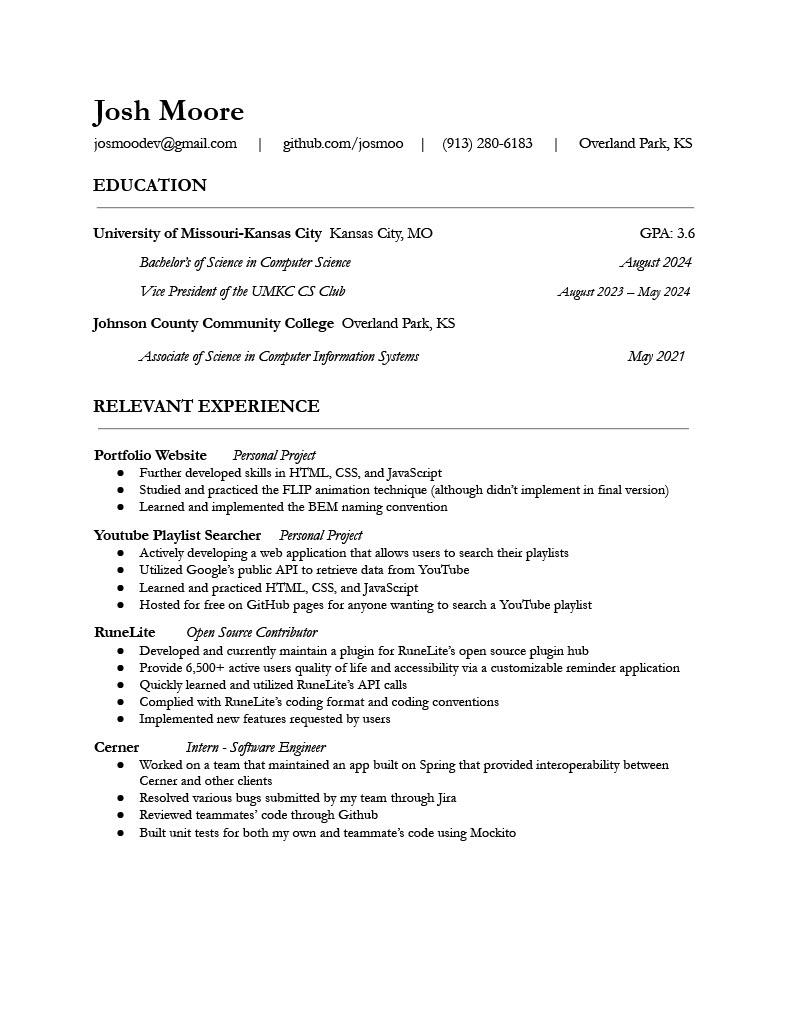 Josh Moore
josmoodev@gmail.com | github.com/josmoo | (913) 280-6183 | Overland Park, KS
EDUCATION
University of Missouri-Kansas City Kansas City, MO GPA: 3.6
Bachelor's of Science in Computer Science August 2024
Vice President of the UMKC CS Club August 2023 – May 2024
Johnson County Community College Overland Park, KS
Associate of Science in Computer Information Systems May 2021
RELEVANT EXPERIENCE
Portfolio Website Personal Project
● Further developed skills in HTML, CSS, and JavaScript
● Studied and practiced the FLIP animation technique (although didn't implement in final version)
● Learned and implemented the BEM naming convention
Youtube Playlist Searcher Personal Project
● Actively developing a web application that allows users to search their playlists
● Utilized Google's public API to retrieve data from YouTube
● Learned and practiced HTML, CSS, and JavaScript
● Hosted for free on GitHub pages for anyone wanting to search a YouTube playlist
RuneLite Open Source Contributor
● Developed and currently maintain a plugin for RuneLite's open source plugin hub
● Provide 6,500+ active users quality of life and accessibility via a customizable reminder application
● Quickly learned and utilized RuneLite's API calls
● Complied with RuneLite's coding format and coding conventions
● Implemented new features requested by users
Cerner Intern - Software Engineer
● Worked on a team that maintained an app built on Spring that provided interoperability between
Cerner and other clients
● Resolved various bugs submitted by my team through Jira
● Reviewed teammates' code through Github
● Built unit tests for both my own and teammate's code using Mockito